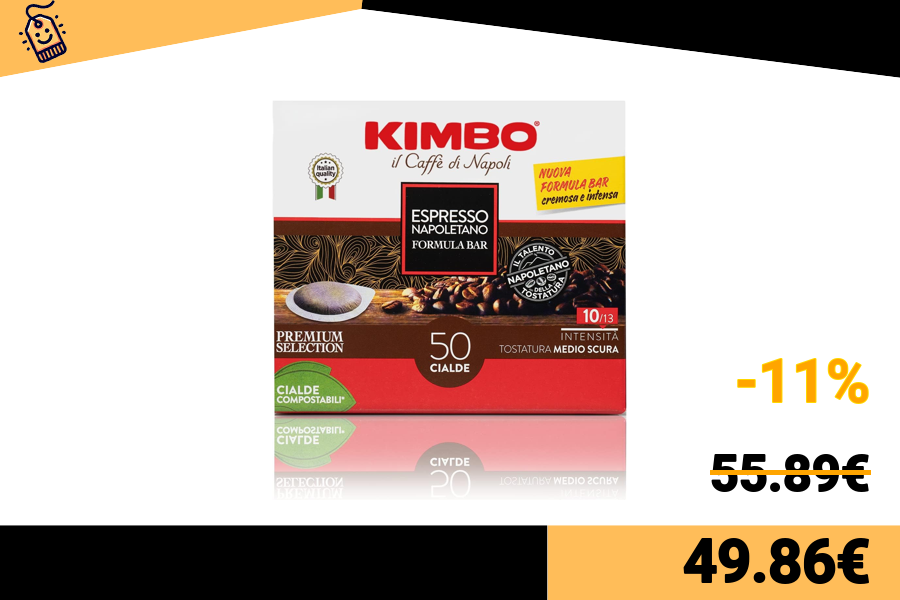 KIMBO®
il Caffè di Napoli
Italian
quality
NUOVA
FORMULA BAR
cremosa e intensa
ESPRESSO
NAPOLETANO
FORMULA BAR
IL TALENTO
NAPOLETANO
DELLA
TOSTATURA
10/13
INTENSITÀ
TOSTATURA MEDIO SCURA
PREMIUM
SELECTION
50
CIALDE
CIALDE
COMPOSTABILI*
-11%
55.89€
49.86€